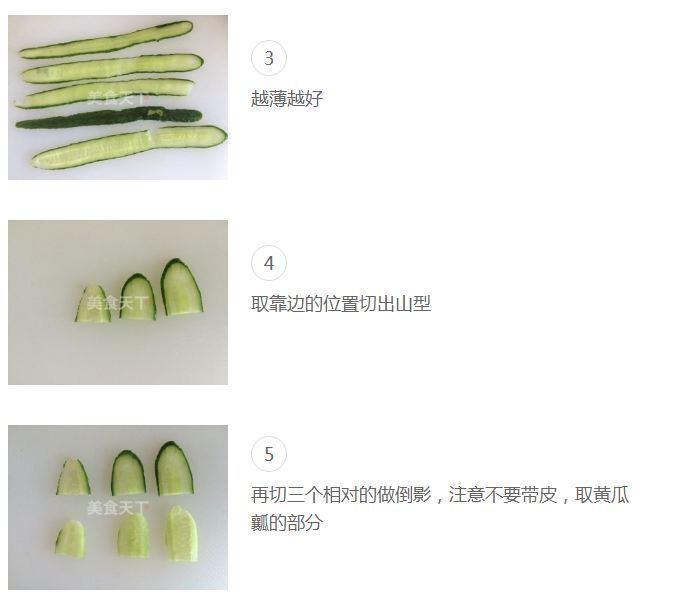 3
越薄越好
美食天下
4
取靠边的位置切出山型
美食天下
5
再切三个相对的做倒影，注意不要带皮，取黄瓜
瓤的部分
美食天下